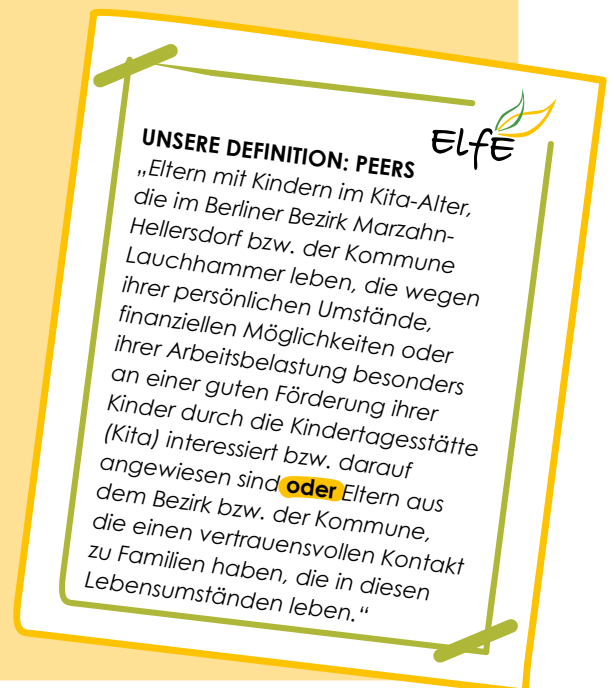 ElfE
UNSERE DEFINITION: PEERS
„Eltern mit Kindern im Kita-Alter,
die im Berliner Bezirk Marzahn-
Hellersdorf bzw. der Kommune
Lauchhammer leben, die wegen
ihrer persönlichen Umstände,
finanziellen Möglichkeiten oder
ihrer Arbeitsbelastung besonders
an einer guten Förderung ihrer
Kinder durch die Kindertagesstätte
(Kita) interessiert bzw. darauf
angewiesen sind oder Eltern aus
dem Bezirk bzw. der Kommune,
die einen vertrauensvollen Kontakt
zu Familien haben, die in diesen
Lebensumständen leben.“